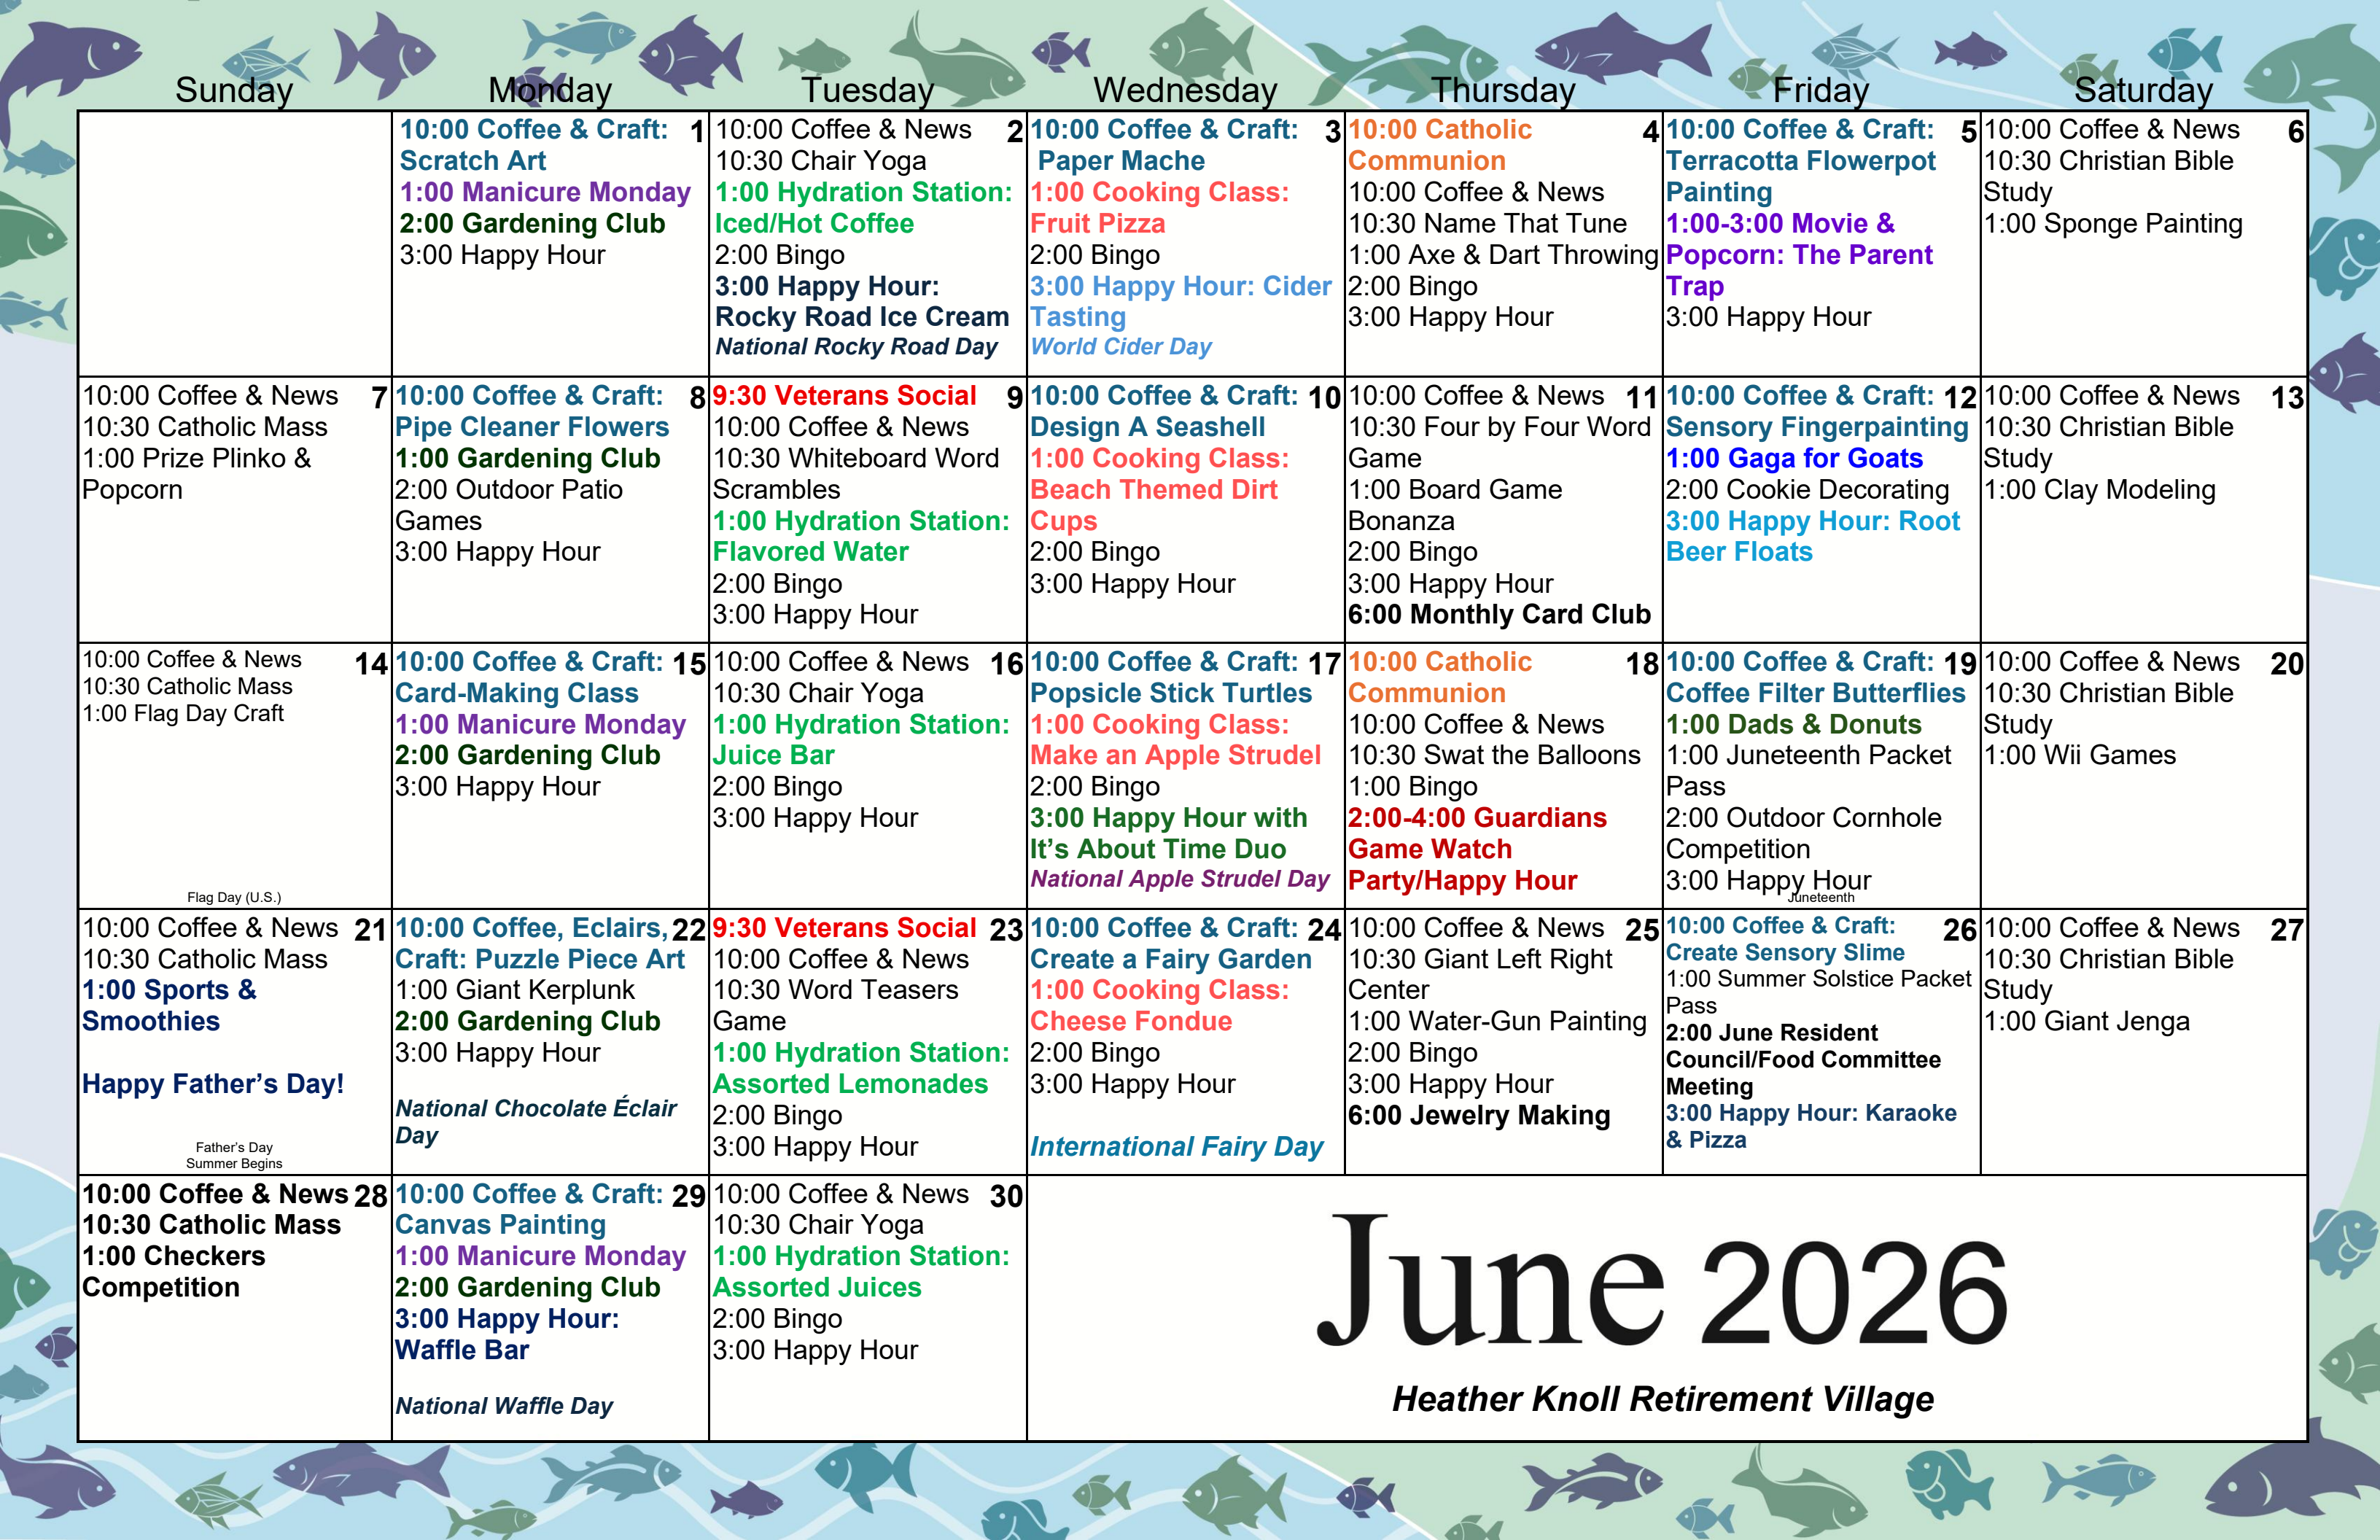 Sunday Monday Tuesday Wednesday Thursday Friday Saturday
10:00 Coffee & Craft: 1
Scratch Art
1:00 Manicure Monday
2:00 Gardening Club
3:00 Happy Hour
10:00 Coffee & News 2
10:30 Chair Yoga
1:00 Hydration Station:
Iced/Hot Coffee
2:00 Bingo
3:00 Happy Hour:
Rocky Road Ice Cream
National Rocky Road Day
10:00 Coffee & Craft: 3
Paper Mache
1:00 Cooking Class:
Fruit Pizza
2:00 Bingo
3:00 Happy Hour: Cider
Tasting
World Cider Day
10:00 Catholic 4
Communion
10:00 Coffee & News
10:30 Name That Tune
1:00 Axe & Dart Throwing
2:00 Bingo
3:00 Happy Hour
10:00 Coffee & Craft: 5
Terracotta Flowerpot
Painting
1:00-3:00 Movie &
Popcorn: The Parent
Trap
3:00 Happy Hour
10:00 Coffee & News 6
10:30 Christian Bible
Study
1:00 Sponge Painting
10:00 Coffee & News 7
10:30 Catholic Mass
1:00 Prize Plinko &
Popcorn
10:00 Coffee & Craft: 8
Pipe Cleaner Flowers
1:00 Gardening Club
2:00 Outdoor Patio
Games
3:00 Happy Hour
9:30 Veterans Social 9
10:00 Coffee & News
10:30 Whiteboard Word
Scrambles
1:00 Hydration Station:
Flavored Water
2:00 Bingo
3:00 Happy Hour
10:00 Coffee & Craft: 10
Design A Seashell
1:00 Cooking Class:
Beach Themed Dirt
Cups
2:00 Bingo
3:00 Happy Hour
10:00 Coffee & News 11
10:30 Four by Four Word
Game
1:00 Board Game
Bonanza
2:00 Bingo
3:00 Happy Hour
6:00 Monthly Card Club
10:00 Coffee & Craft: 12
Sensory Fingerpainting
1:00 Gaga for Goats
2:00 Cookie Decorating
3:00 Happy Hour: Root
Beer Floats
10:00 Coffee & News 13
10:30 Christian Bible
Study
1:00 Clay Modeling
10:00 Coffee & News 14
10:30 Catholic Mass
1:00 Flag Day Craft
Flag Day (U.S.)
10:00 Coffee & Craft: 15
Card-Making Class
1:00 Manicure Monday
2:00 Gardening Club
3:00 Happy Hour
10:00 Coffee & News 16
10:30 Chair Yoga
1:00 Hydration Station:
Juice Bar
2:00 Bingo
3:00 Happy Hour
10:00 Coffee & Craft: 17
Popsicle Stick Turtles
1:00 Cooking Class:
Make an Apple Strudel
2:00 Bingo
3:00 Happy Hour with
It’s About Time Duo
National Apple Strudel Day
10:00 Catholic 18
Communion
10:00 Coffee & News
10:30 Swat the Balloons
1:00 Bingo
2:00-4:00 Guardians
Game Watch
Party/Happy Hour
10:00 Coffee & Craft: 19
Coffee Filter Butterflies
1:00 Dads & Donuts
1:00 Juneteenth Packet
Pass
2:00 Outdoor Cornhole
Competition
3:00 Happy Hour
Juneteenth
10:00 Coffee & News 20
10:30 Christian Bible
Study
1:00 Wii Games
10:00 Coffee & News 21
10:30 Catholic Mass
1:00 Sports &
Smoothies
Happy Father’s Day!
Father’s Day
Summer Begins
10:00 Coffee, Eclairs, 22
Craft: Puzzle Piece Art
1:00 Giant Kerplunk
2:00 Gardening Club
3:00 Happy Hour
National Chocolate Éclair
Day
9:30 Veterans Social 23
10:00 Coffee & News
10:30 Word Teasers
Game
1:00 Hydration Station:
Assorted Lemonades
2:00 Bingo
3:00 Happy Hour
10:00 Coffee & Craft: 24
Create a Fairy Garden
1:00 Cooking Class:
Cheese Fondue
2:00 Bingo
3:00 Happy Hour
International Fairy Day
10:00 Coffee & News 25
10:30 Giant Left Right
Center
1:00 Water-Gun Painting
2:00 Bingo
3:00 Happy Hour
6:00 Jewelry Making
10:00 Coffee & Craft: 26
Create Sensory Slime
1:00 Summer Solstice Packet
Pass
2:00 June Resident
Council/Food Committee
Meeting
3:00 Happy Hour: Karaoke
& Pizza
10:00 Coffee & News 27
10:30 Christian Bible
Study
1:00 Giant Jenga
10:00 Coffee & News 28
10:30 Catholic Mass
1:00 Checkers
Competition
10:00 Coffee & Craft: 29
Canvas Painting
1:00 Manicure Monday
2:00 Gardening Club
3:00 Happy Hour:
Waffle Bar
National Waffle Day
10:00 Coffee & News 30
10:30 Chair Yoga
1:00 Hydration Station:
Assorted Juices
2:00 Bingo
3:00 Happy Hour
June 2026
Heather Knoll Retirement Village